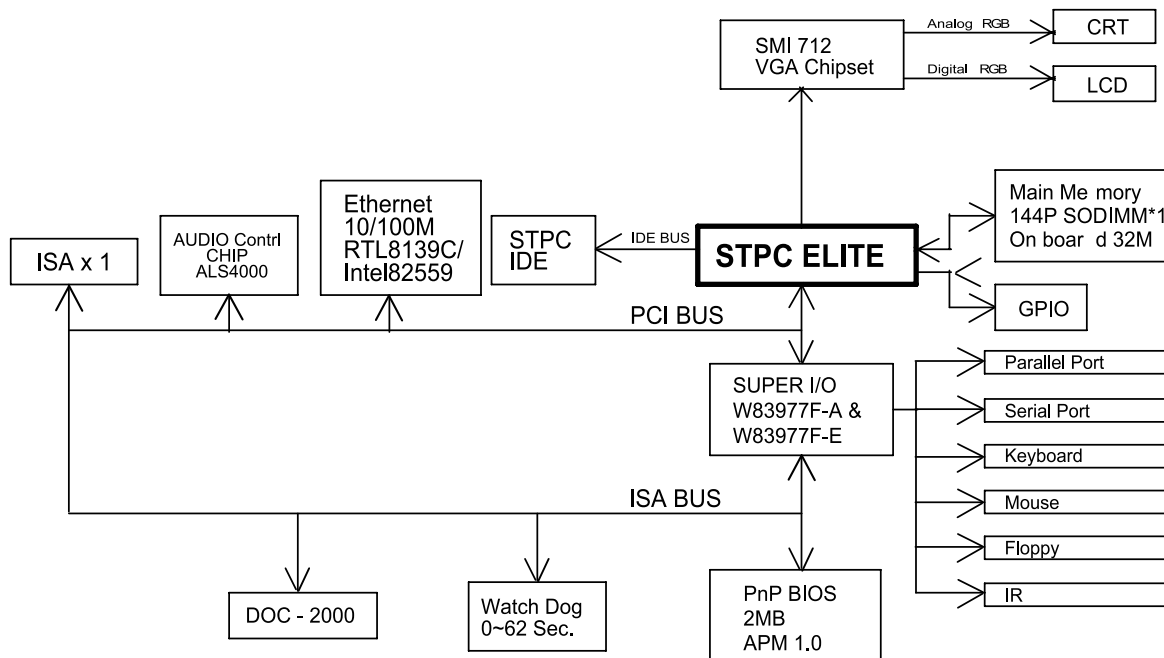 SMI 712
VGA Chipset
Analog RGB
CRT
Digital RGB
LCD
ISA x 1
AUDIO Contrl
CHIP
ALS4000
Ethernet
10/100M
RTL8139C/
Intel82559
STPC
IDE
IDE BUS
STPC ELITE
Main Me mory
144P SODIMM*1
On boar d 32M
GPIO
PCI BUS
SUPER I/O
W83977F-A &
W83977F-E
Parallel Port
Serial Port
Keyboard
Mouse
Floppy
IR
ISA BUS
DOC - 2000
Watch Dog
0~62 Sec.
PnP BIOS
2MB
APM 1.0